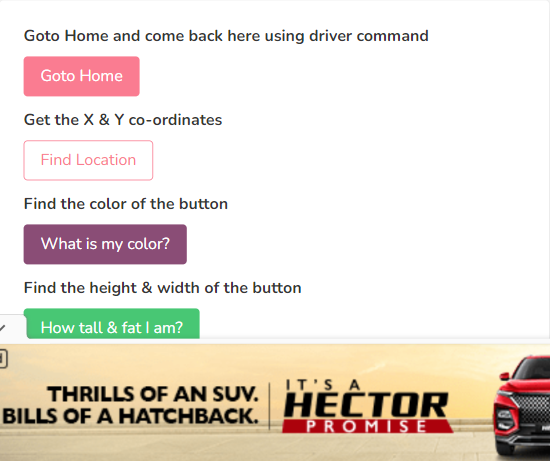 Goto Home and come back here using driver command
Goto Home
Get the X & Y co-ordinates
Find Location
Find the color of the button
What is my color?
Find the height & width of the button
How tall & fat I am?
THRILLS OF AN SUV.
BILLS OF A HATCHBACK.
IT'S A
HECTOR
PROMISE